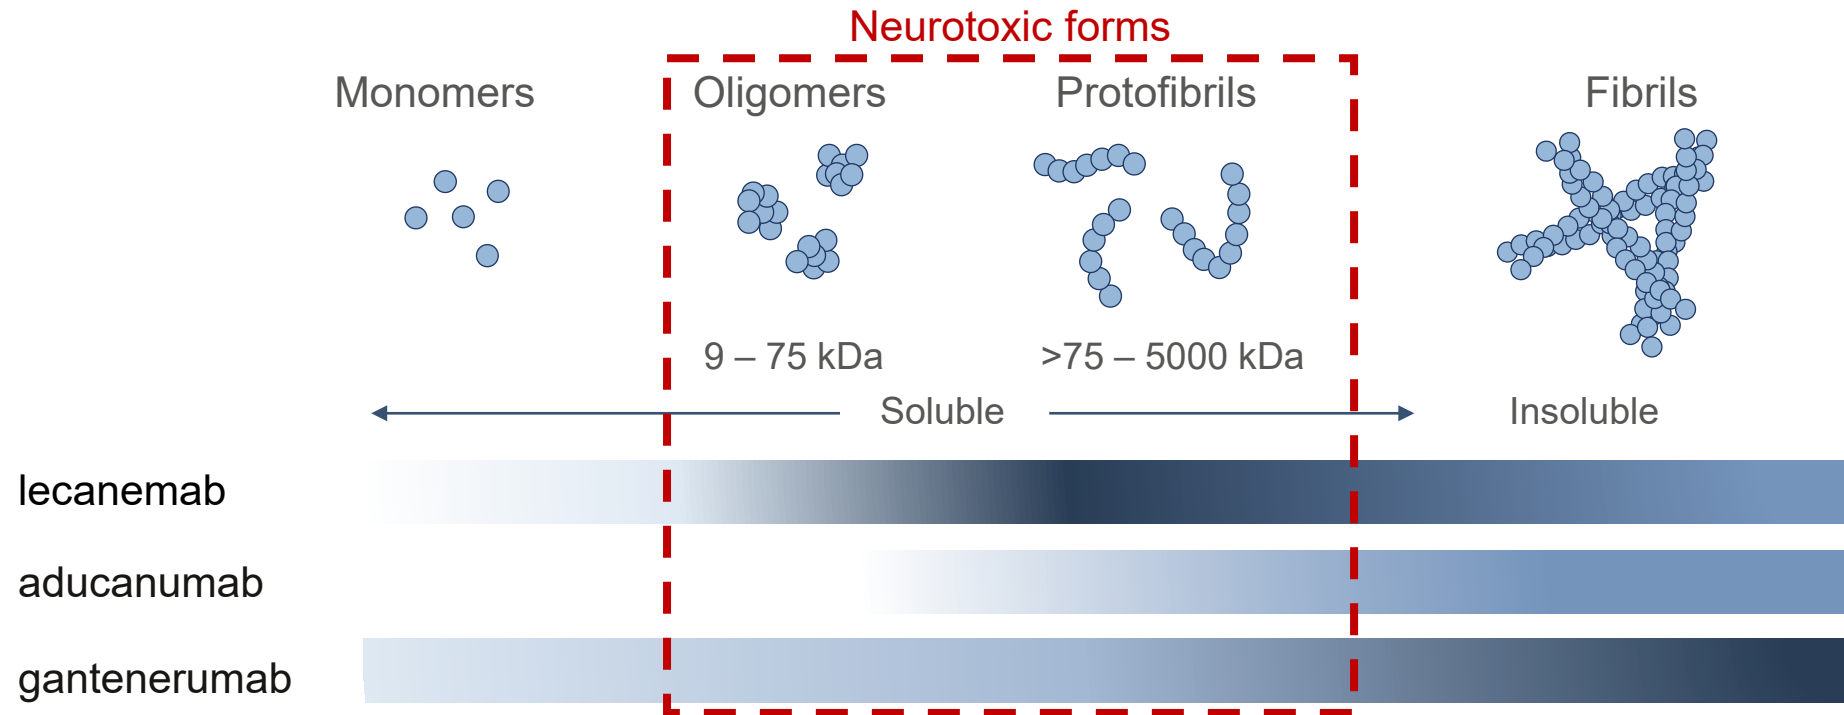 Neurotoxic forms
Monomers
Oligomers
Protofibrils
Fibrils
9 – 75 kDa
>75 – 5000 kDa
Soluble
Insoluble
lecanemab
aducanumab
gantenerumab